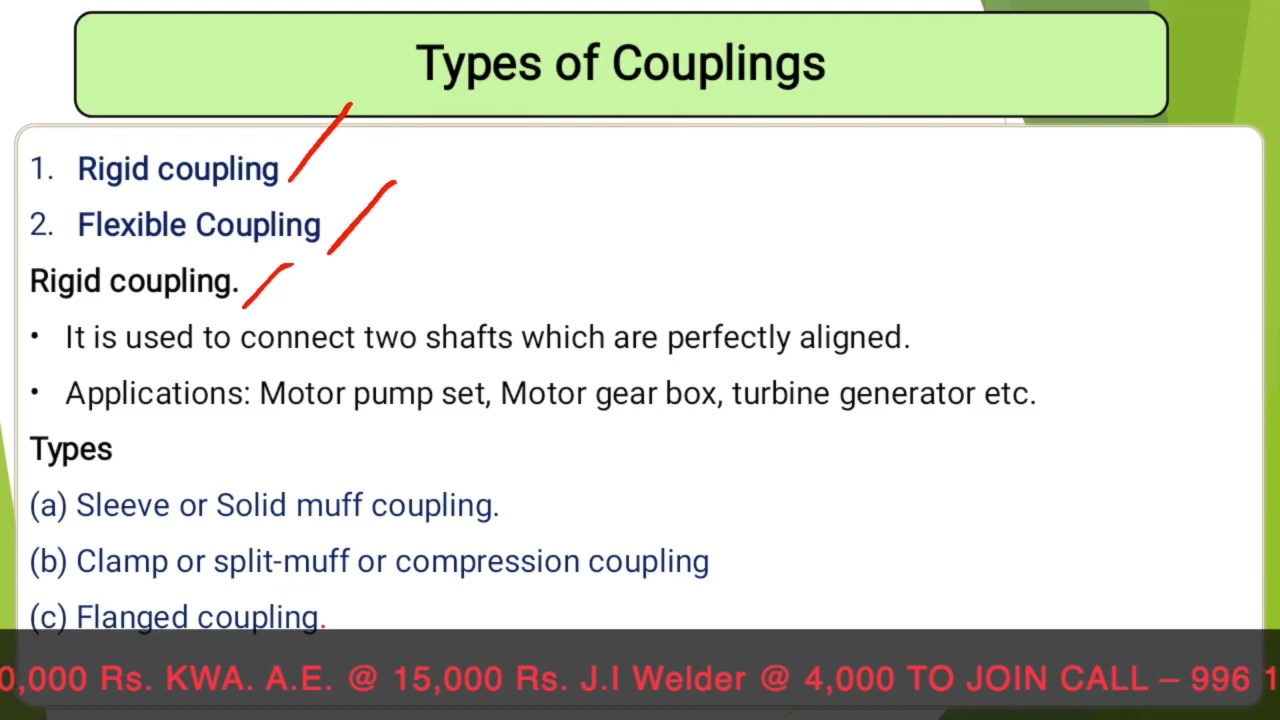 Types of Couplings
1. Rigid coupling
2. Flexible Coupling
Rigid coupling.
• It is used to connect two shafts which are perfectly aligned.
• Applications: Motor pump set, Motor gear box, turbine generator etc.
Types
(a) Sleeve or Solid muff coupling.
(b) Clamp or split-muff or compression coupling
(c) Flanged coupling.
0,000 Rs. KWA. A.E. @ 15,000 Rs. J.I Welder @ 4,000 TO JOIN CALL – 996 1